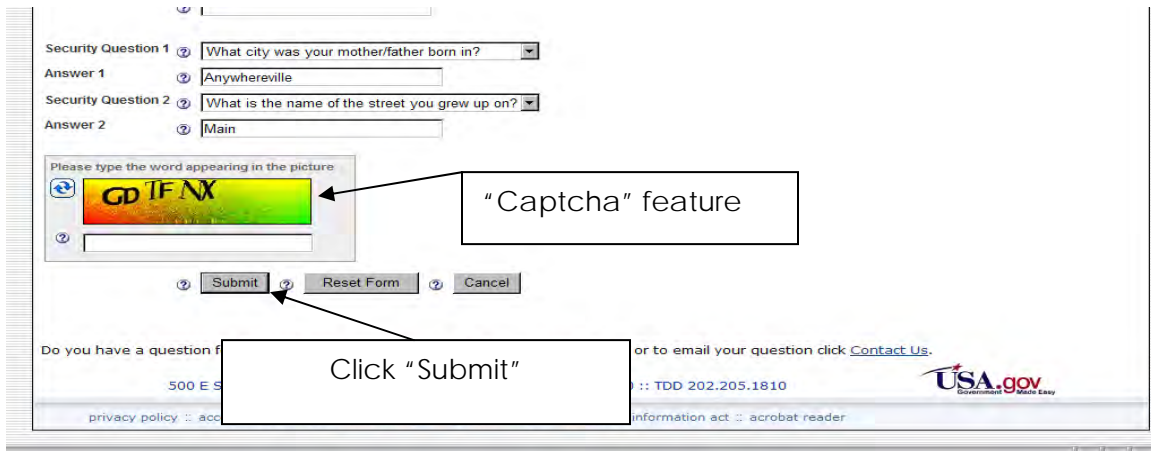 Security Question 1 What city was your mother/father born in?
Answer 1 Anywhereville
Security Question 2 What is the name of the street you grew up on?
Answer 2 Main
Please type the word appearing in the picture
GD TF NX
"Captcha" feature
Submit Reset Form Cancel
Do you have a question or to email your question click Contact Us.
Click "Submit"
500 E :: TDD 202.205.1810 USA.gov
Government Made Easy
privacy policy :: information act :: acrobat reader